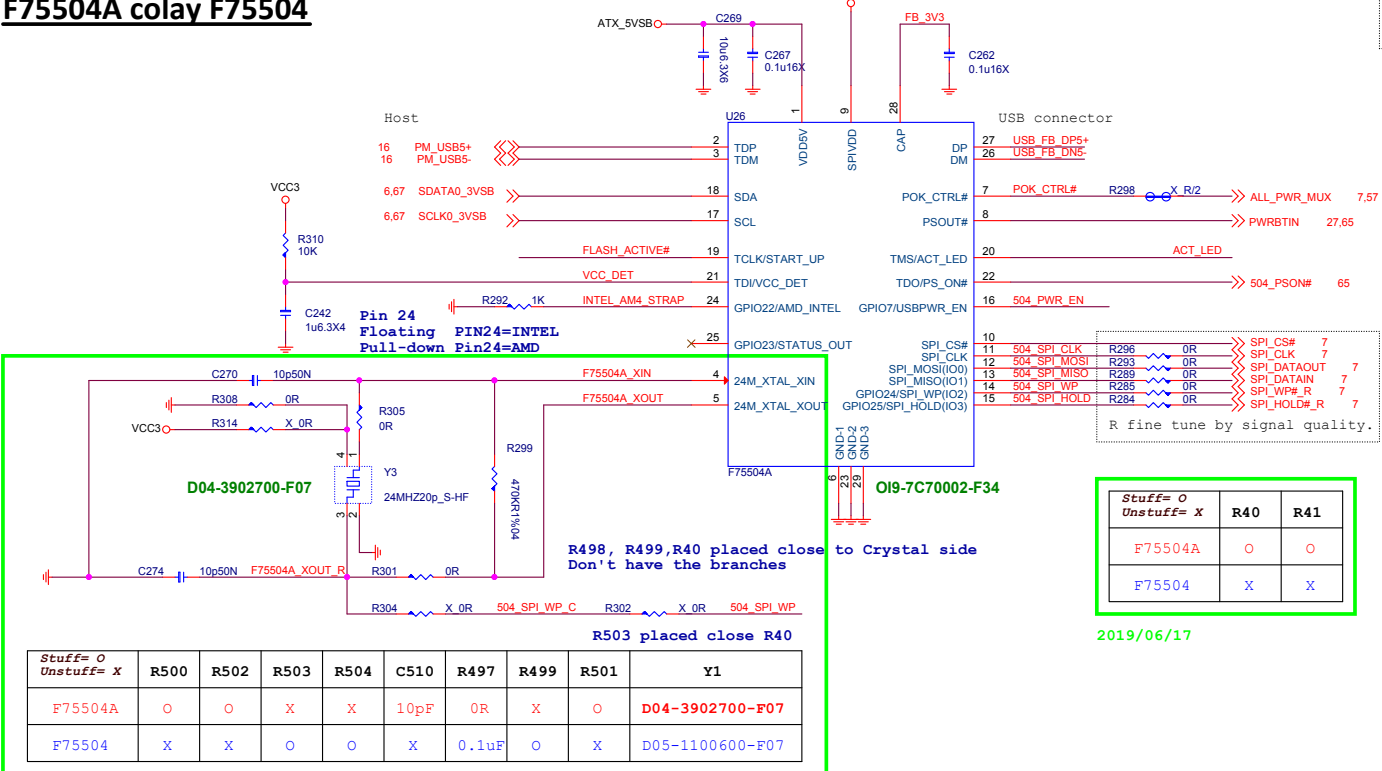 F75504A colay F75504
ATX_5VSB
C269
10u6.3X6
C267
0.1u16X
FB_3V3
C262
0.1u16X
Host
U26
USB connector
1
9
28
VDD5V
SPIVDD
CAP
16 PM_USB5+
16 PM_USB5-
2
3
TDP
TDM
DP
DM
27
26
USB_FB_DP5+
USB_FB_DN5-
VCC3
6,67 SDATA0_3VSB
18
SDA
POK_CTRL#
7
POK_CTRL#
R298
X_R/2
ALL_PWR_MUX 7,57
6,67 SCLK0_3VSB
17
SCL
PSOUT#
8
PWRBTIN 27,65
R310
10K
FLASH_ACTIVE#
19
TCLK/START_UP
TMS/ACT_LED
20
ACT_LED
VCC_DET
21
TDI/VCC_DET
TDO/PS_ON#
22
504_PSON# 65
R292
1K
INTEL_AM4_STRAP
24
GPIO22/AMD_INTEL
GPIO7/USBPWR_EN
16
504_PWR_EN
C242
1u6.3X4
Pin 24
Floating PIN24=INTEL
Pull-down Pin24=AMD
25
GPIO23/STATUS_OUT
SPI_CS#
SPI_CLK
SPI_MOSI(IO0)
SPI_MISO(IO1)
GPIO24/SPI_WP(IO2)
GPIO25/SPI_HOLD(IO3)
10
11
12
13
14
15
504_SPI_CLK
504_SPI_MOSI
504_SPI_MISO
504_SPI_WP
504_SPI_HOLD
R296 0R
R293 0R
R289 0R
R285 0R
R284 0R
SPI_CS# 7
SPI_CLK 7
SPI_DATAOUT 7
SPI_DATAIN 7
SPI_WP#_R 7
SPI_HOLD#_R 7
R fine tune by signal quality.
C270
10p50N
F75504A_XIN
4
24M_XTAL_XIN
R308
0R
R305
0R
F75504A_XOUT
5
24M_XTAL_XOUT
VCC3
R314
X_0R
R299
470KR1%04
GND-1
GND-2
GND-3
6
23
29
4
1
Y3
24MHZ20p_S-HF
3
2
D04-3902700-F07
F75504A
OI9-7C70002-F34
R498, R499,R40 placed close to Crystal side
Don't have the branches
C274
10p50N
F75504A_XOUT_R
R301
0R
R304
X_0R
504_SPI_WP_C
R302
X_0R
504_SPI_WP
R503 placed close R40
Stuff= O
Unstuff= X R40 R41
F75504A O O
F75504 X X
2019/06/17
Stuff= O
Unstuff= X R500 R502 R503 R504 C510 R497 R499 R501 Y1
F75504A O O X X 10pF 0R X O D04-3902700-F07
F75504 X X O O X 0.1uF O X D05-1100600-F07